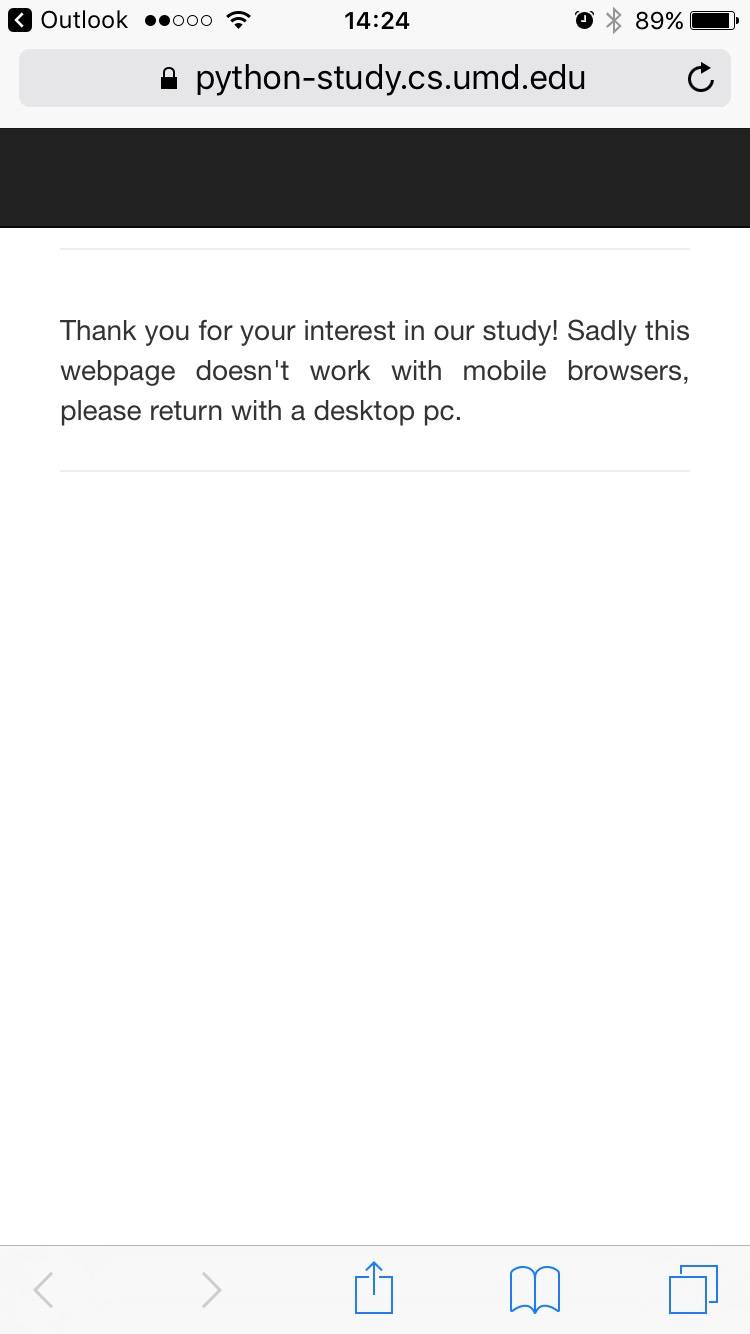 Outlook 14:24 89%
python-study.cs.umd.edu
Thank you for your interest in our study! Sadly this
webpage doesn't work with mobile browsers,
please return with a desktop pc.